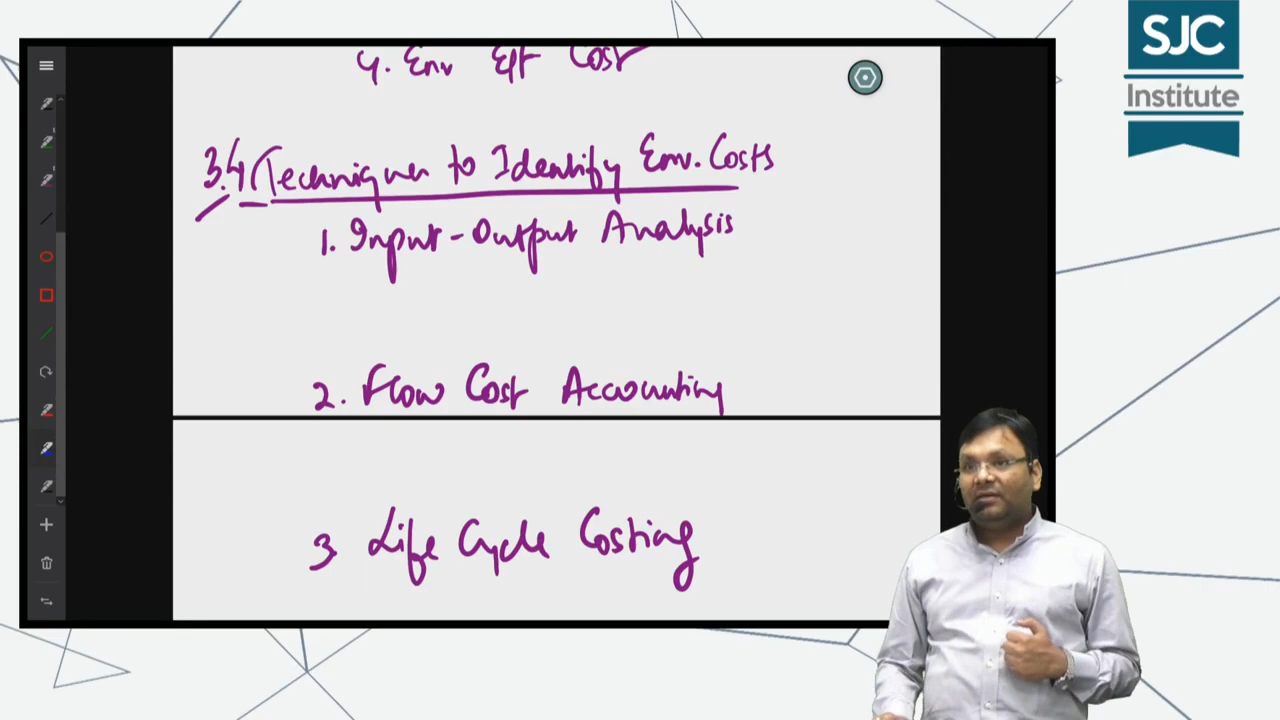 SJC
Institute
4. Env Eff Cost
3.4 Techniques to Identify Env. Costs
1. Input-Output Analysis
2. Flow Cost Accounting
3 Life Cycle Costing